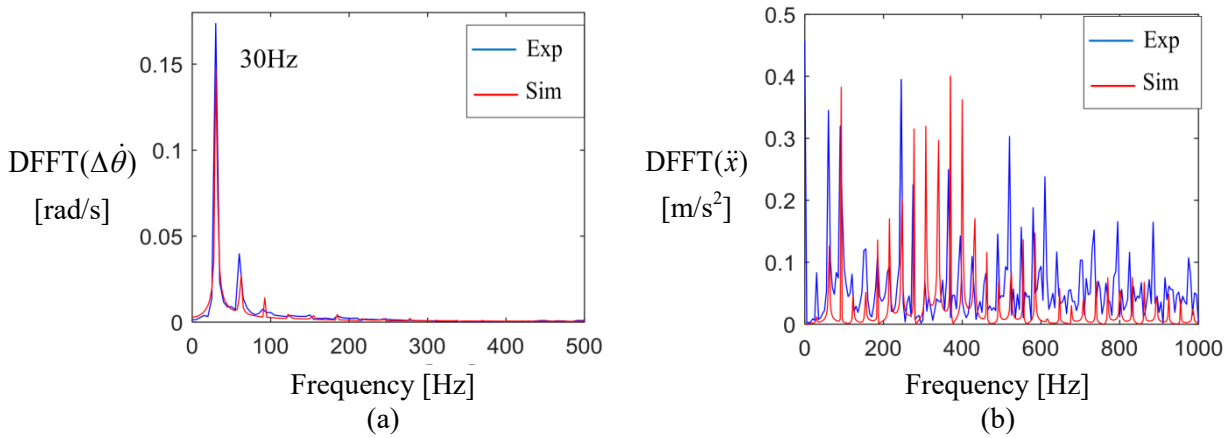 0.15
0.1
0.05
0
DFFT(Δθ̇)
[rad/s]
30Hz
Exp
Sim
0 100 200 300 400 500
Frequency [Hz]
(a)
0.5
0.4
0.3
0.2
0.1
0
DFFT(ẍ)
[m/s²]
Exp
Sim
0 200 400 600 800 1000
Frequency [Hz]
(b)